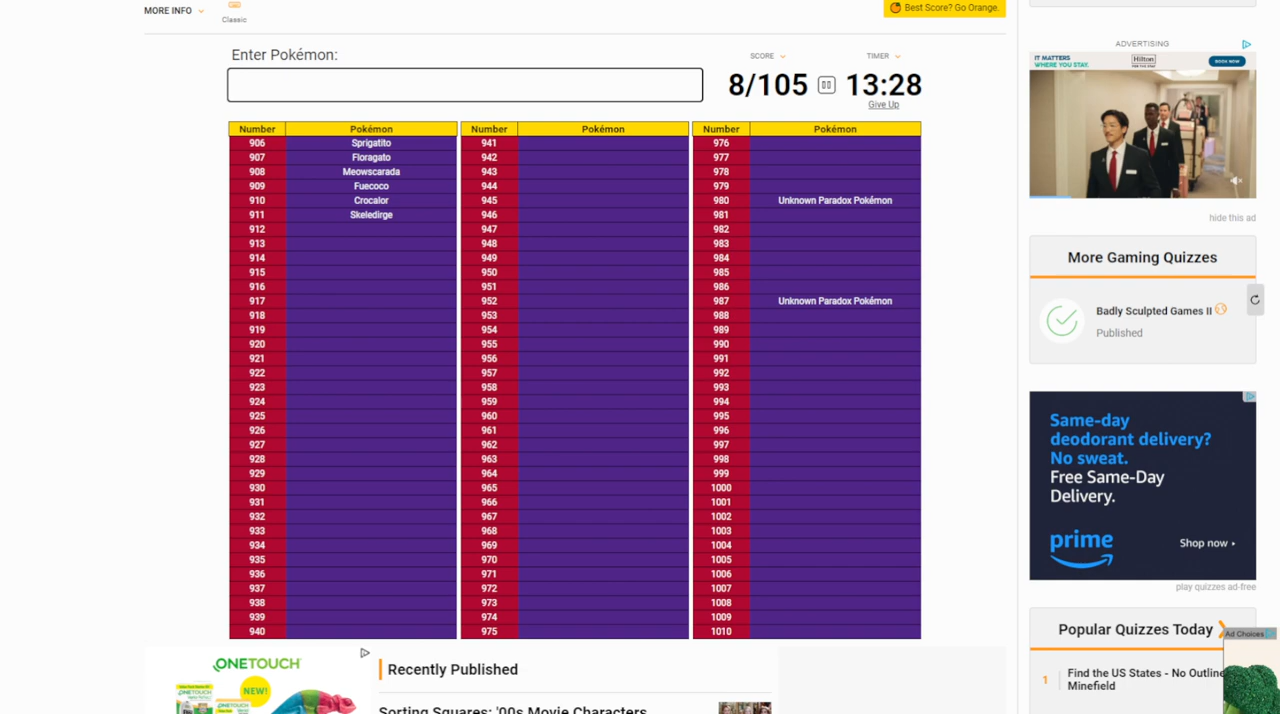 MORE INFO
Classic
Best Score? Go Orange.
Enter Pokémon:
SCORE
TIMER
8/105
13:28
Give Up
Number Pokémon Number Pokémon Number Pokémon
906 Sprigatito 941 976
907 Floragato 942 977
908 Meowscarada 943 978
909 Fuecoco 944 979
910 Crocalor 945 980 Unknown Paradox Pokémon
911 Skeledirge 946 981
912 947 982
913 948 983
914 949 984
915 950 985
916 951 986
917 952 987 Unknown Paradox Pokémon
918 953 988
919 954 989
920 955 990
921 956 991
922 957 992
923 958 993
924 959 994
925 960 995
926 961 996
927 962 997
928 963 998
929 964 999
930 965 1000
931 966 1001
932 967 1002
933 968 1003
934 969 1004
935 970 1005
936 971 1006
937 972 1007
938 973 1008
939 974 1009
940 975 1010
ADVERTISING
IT MATTERS
WHERE YOU STAY.
Hilton
BOOK NOW
hide this ad
More Gaming Quizzes
Badly Sculpted Games II
Published
Same-day
deodorant delivery?
No sweat.
Free Same-Day
Delivery.
prime
Shop now
play quizzes ad-free
Popular Quizzes Today
Ad Choices
1 Find the US States - No Outline
Minefield
ONETOUCH
NEW!
Recently Published
Sorting Squares: '00s Movie Characters